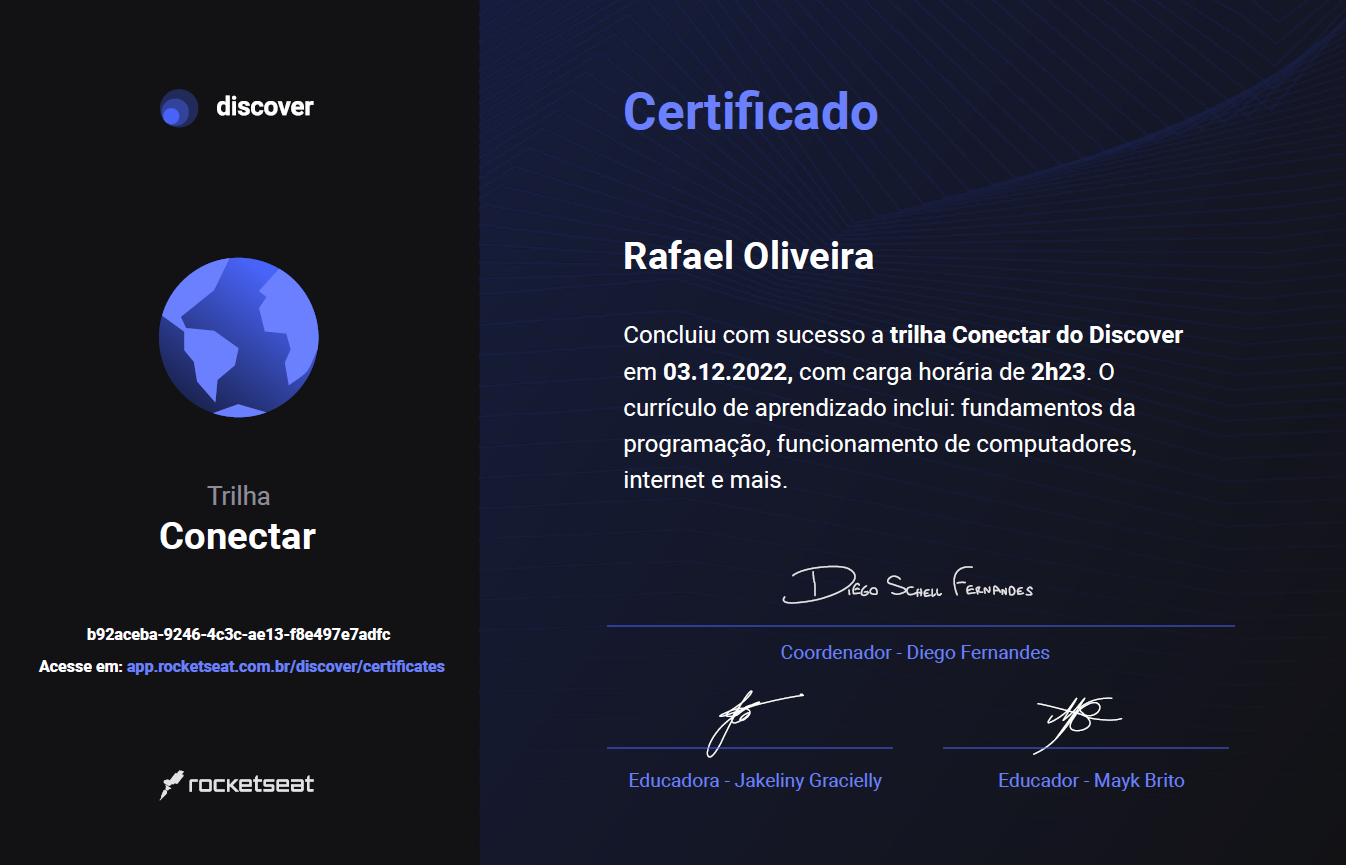 discover
Trilha
Conectar
b92aceba-9246-4c3c-ae13-f8e497e7adfc
Acesse em: app.rocketseat.com.br/discover/certificates
rocketseat
Certificado
Rafael Oliveira
Concluiu com sucesso a trilha Conectar do Discover
em 03.12.2022, com carga horária de 2h23. O
currículo de aprendizado inclui: fundamentos da
programação, funcionamento de computadores,
internet e mais.
Diego Schell Fernandes
Coordenador - Diego Fernandes
Educadora - Jakeliny Gracielly
Educador - Mayk Brito